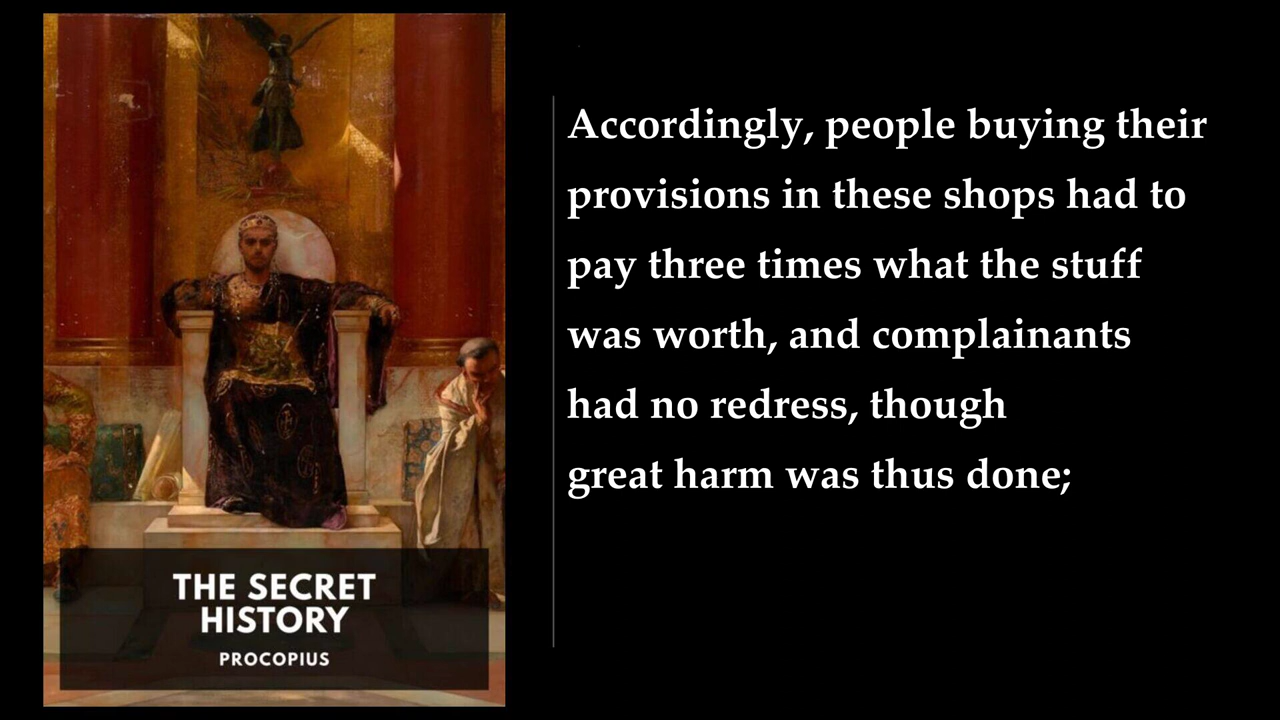 THE SECRET
HISTORY
PROCOPIUS
Accordingly, people buying their
provisions in these shops had to
pay three times what the stuff
was worth, and complainants
had no redress, though
great harm was thus done;